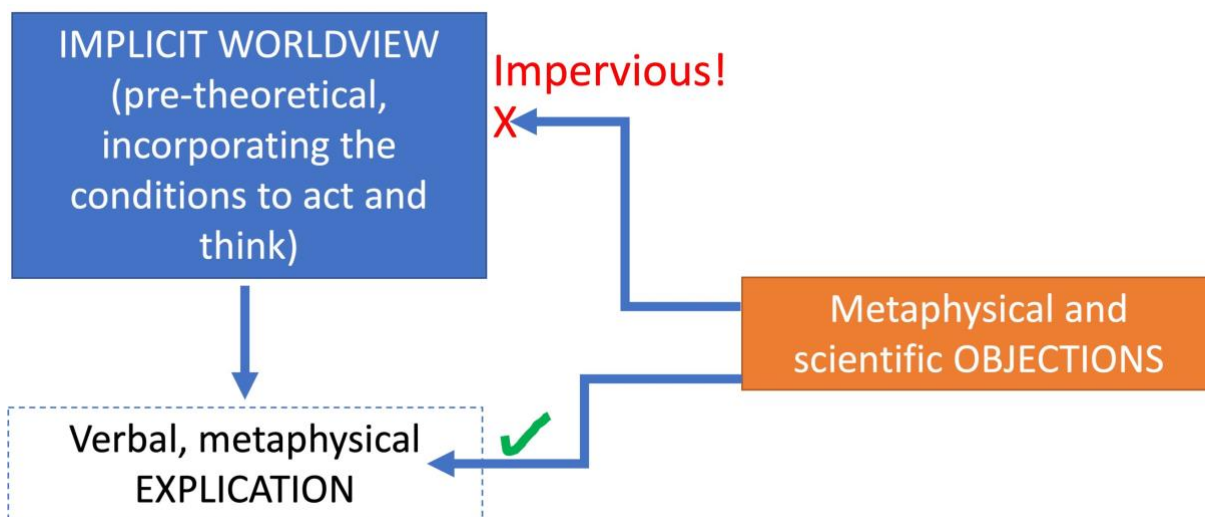 IMPLICIT WORLDVIEW
(pre-theoretical,
incorporating the
conditions to act and
think)
Impervious!
X
Metaphysical and
scientific OBJECTIONS
Verbal, metaphysical
EXPLICATION